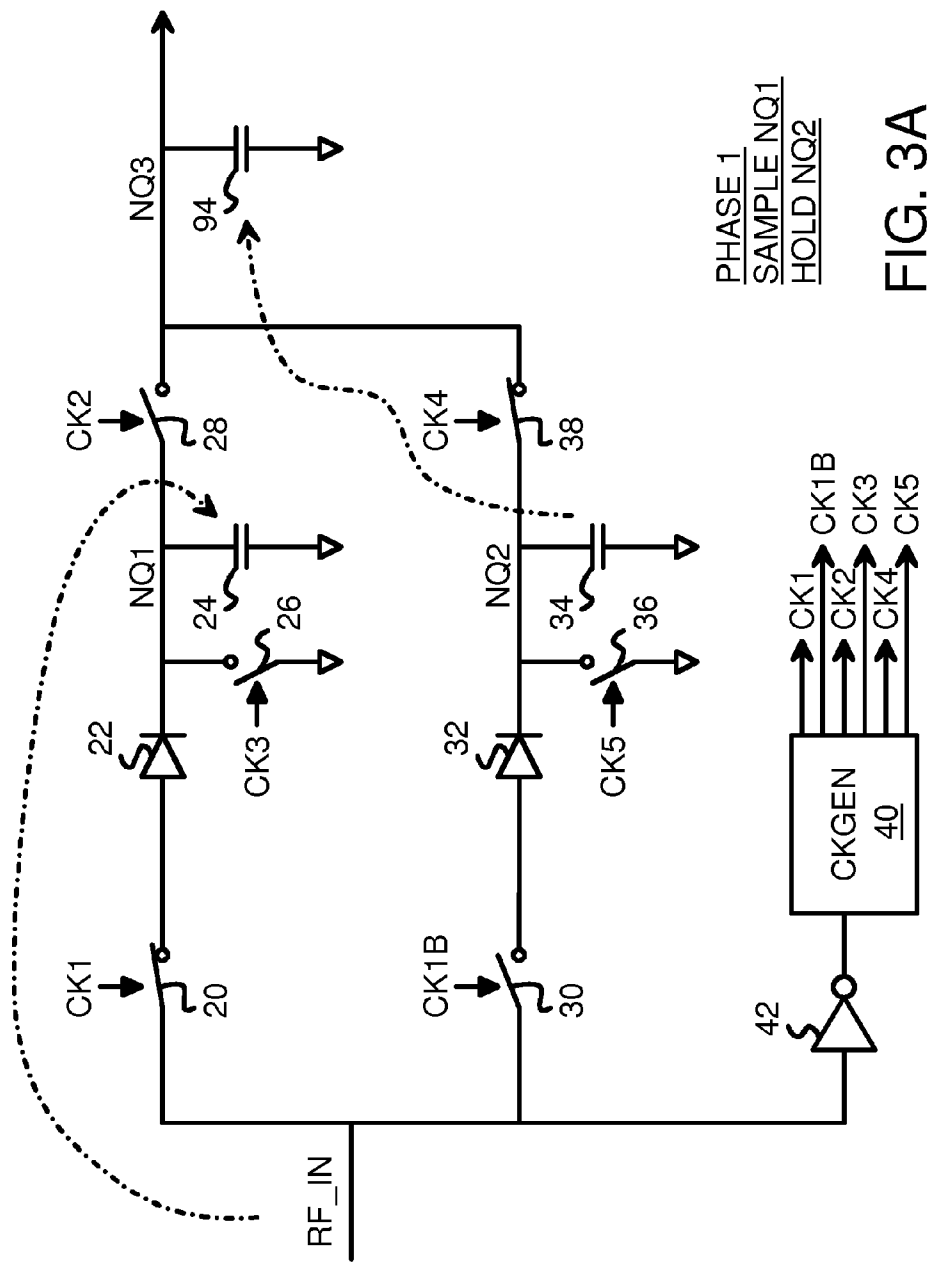 CK1
20
22
CK3
26
24
NQ1
CK2
28
NQ3
94
RF_IN
CK1B
30
32
CK5
36
34
NQ2
CK4
38
42
CKGEN
40
CK1
CK1B
CK2
CK3
CK4
CK5
PHASE 1
SAMPLE NQ1
HOLD NQ2
FIG. 3A